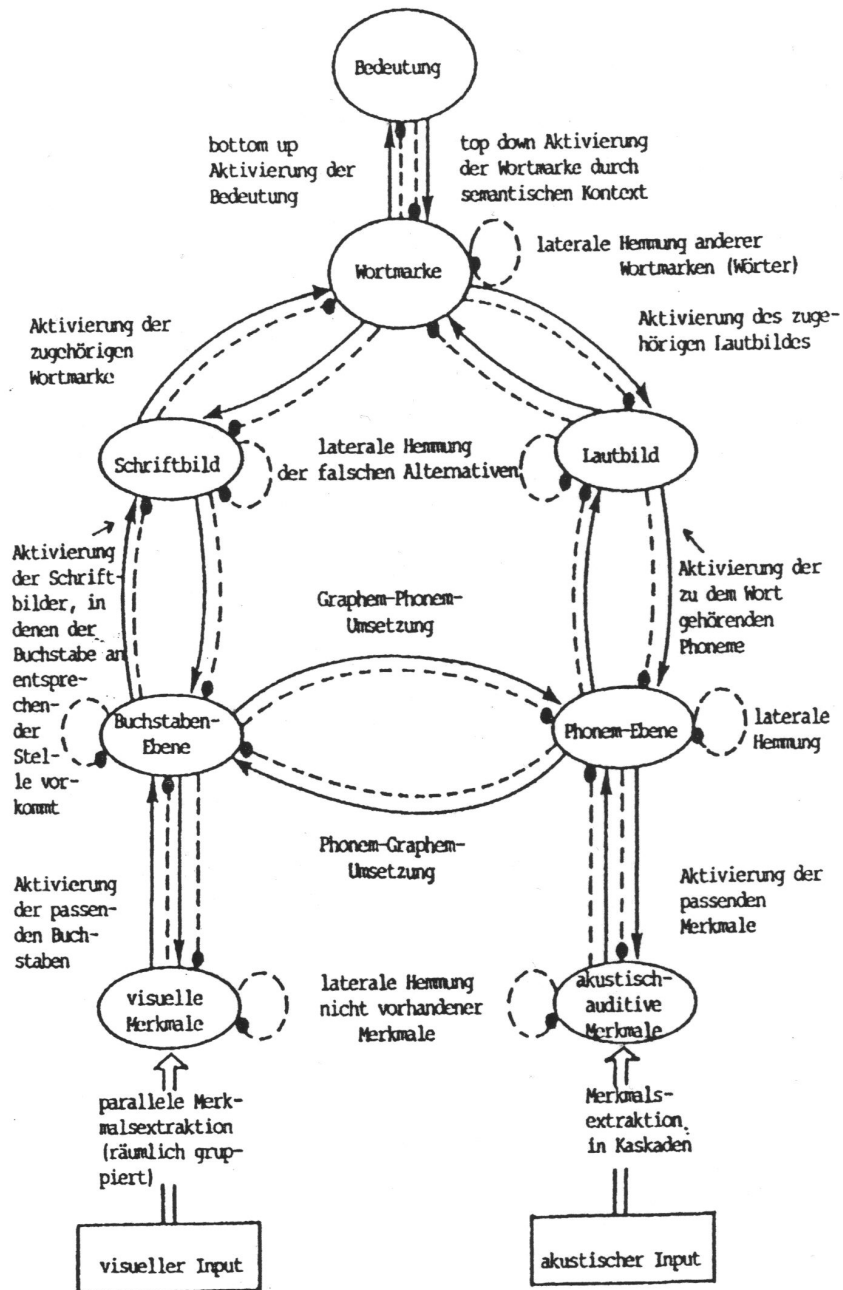 Bedeutung
bottom up
Aktivierung der
Bedeutung
top down Aktivierung
der Wortmarke durch
semantischen Kontext
Wortmarke
laterale Hemmung anderer
Wortmarken (Wörter)
Aktivierung der
zugehörigen
Wortmarke
Aktivierung des zuge-
hörigen Lautbildes
Schriftbild
laterale Hemmung
der falschen Alternativen
Lautbild
Aktivierung
der Schrift-
bilder, in
denen der
Buchstabe an
entspre-
chen-
der
Stel-
le vor-
kommt
Graphem-Phonem-
Umsetzung
Aktivierung der
zu dem Wort
gehörenden
Phoneme
Buchstaben-
Ebene
Phonem-Ebene
laterale
Hemmung
Phonem-Graphem-
Umsetzung
Aktivierung
der passen-
den Buch-
staben
Aktivierung der
passenden
Merkmale
visuelle
Merkmale
laterale Hemmung
nicht vorhandener
Merkmale
akustisch-
auditive
Merkmale
parallele Merk-
malsextraktion
(räumlich grup-
piert)
Merkmals-
extraktion
in Kaskaden
visueller Input
akustischer Input